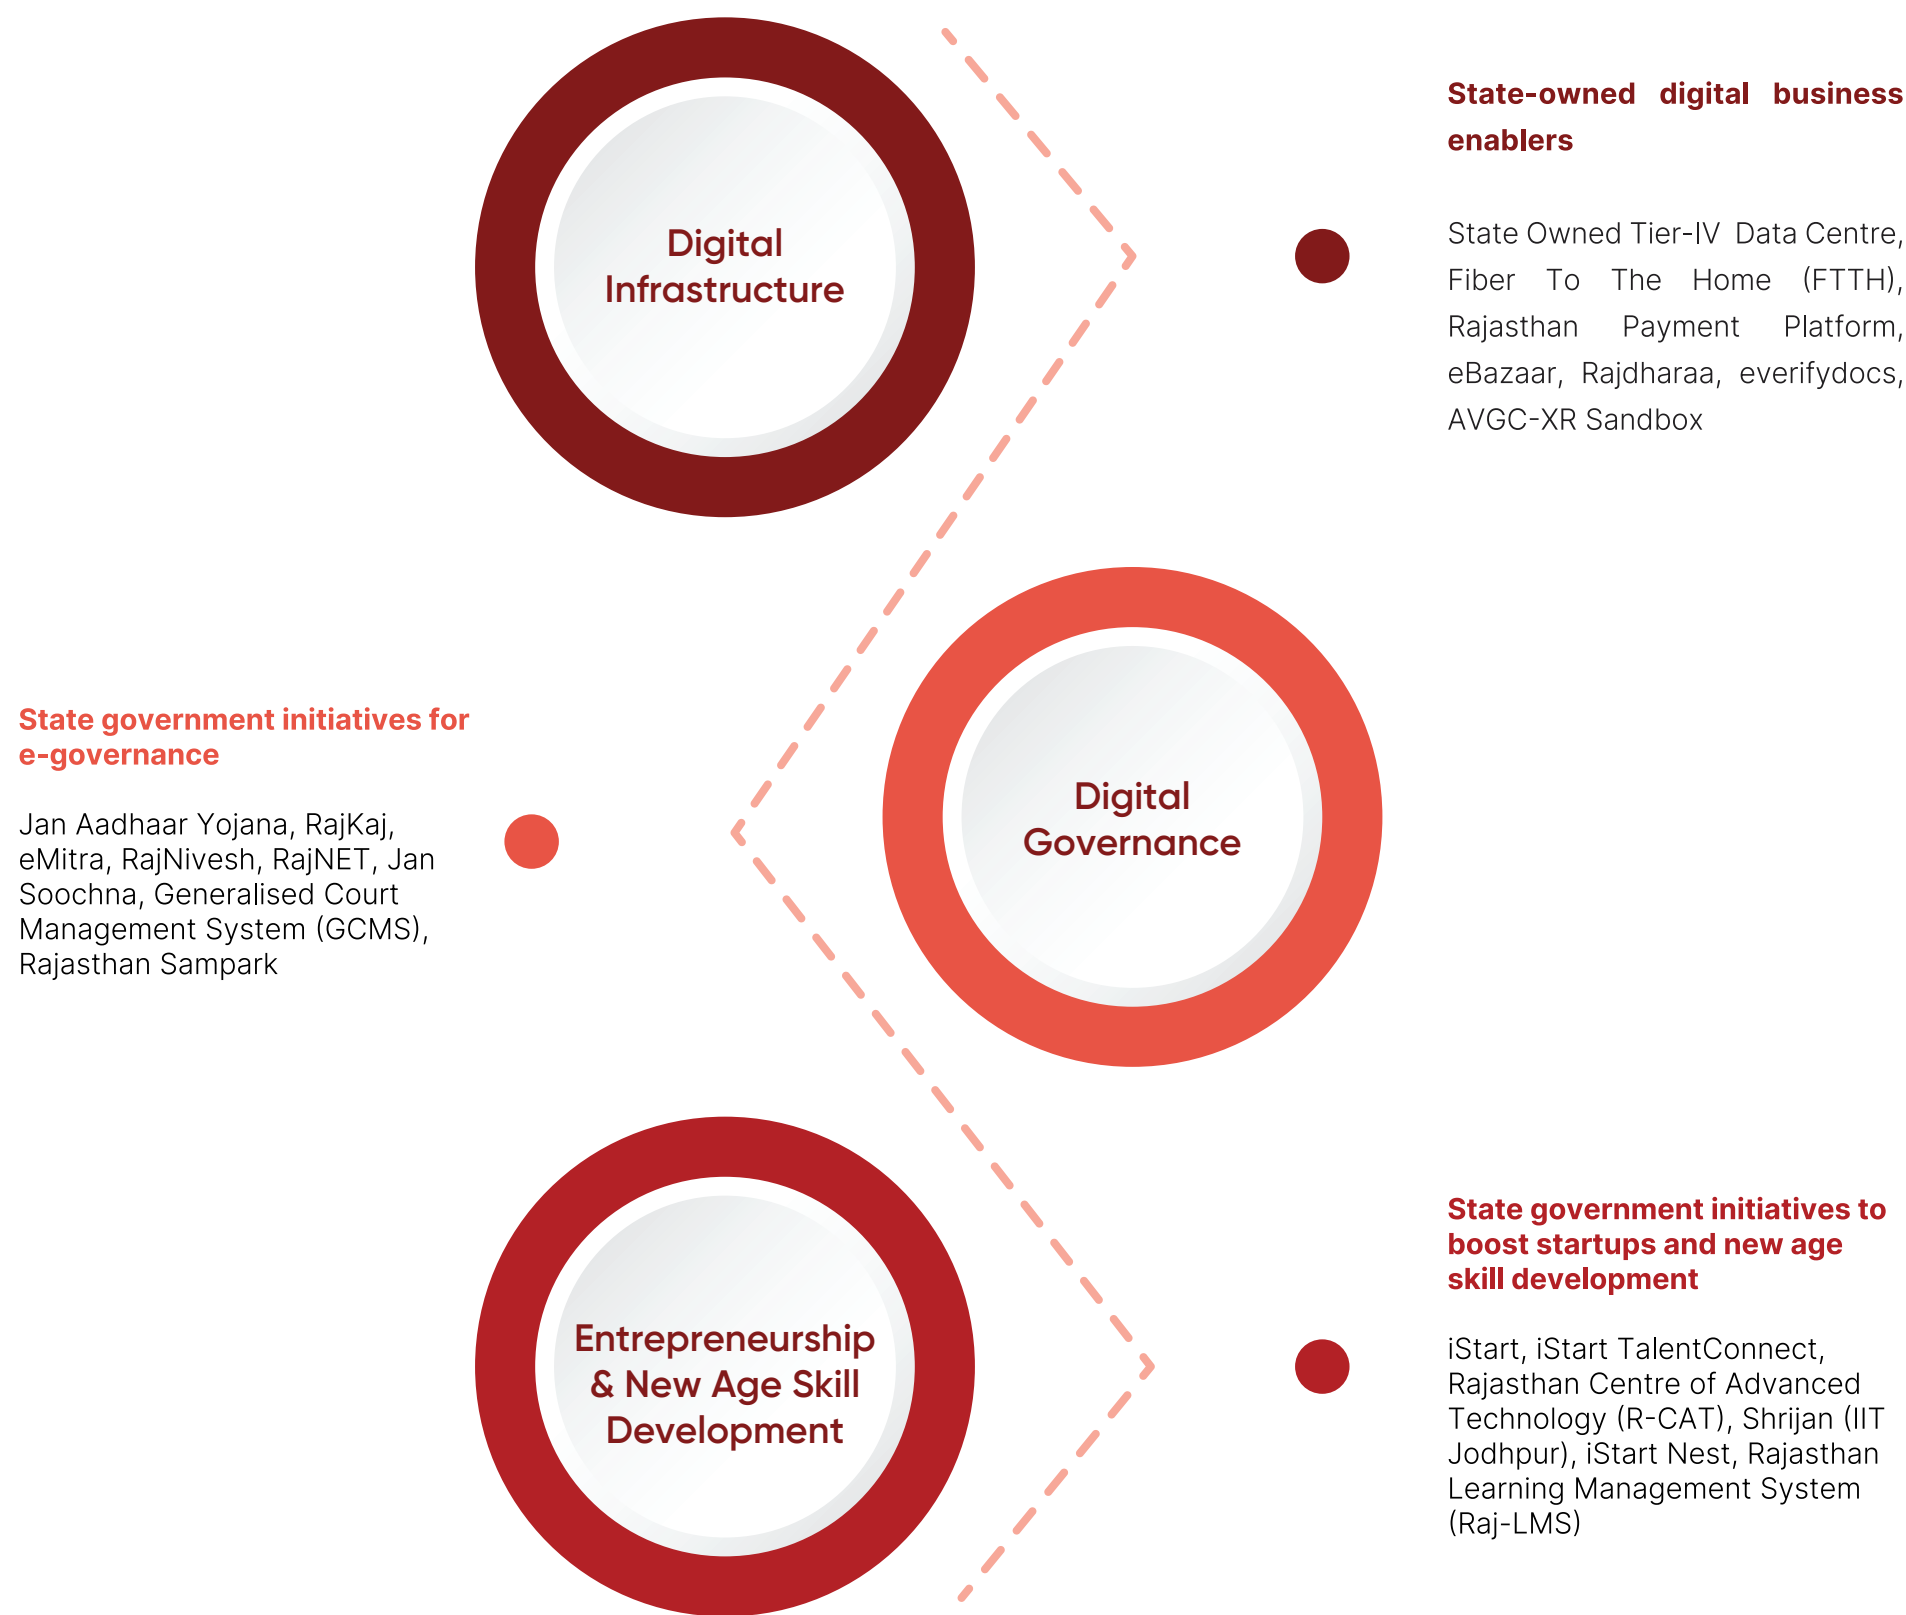 Digital
Infrastructure
State-owned digital business
enablers
State Owned Tier-IV Data Centre,
Fiber To The Home (FTTH),
Rajasthan Payment Platform,
eBazaar, Rajdharaa, everifydocs,
AVGC-XR Sandbox
State government initiatives for
e-governance
Jan Aadhaar Yojana, RajKaj,
eMitra, RajNivesh, RajNET, Jan
Soochna, Generalised Court
Management System (GCMS),
Rajasthan Sampark
Digital
Governance
Entrepreneurship
& New Age Skill
Development
State government initiatives to
boost startups and new age
skill development
iStart, iStart TalentConnect,
Rajasthan Centre of Advanced
Technology (R-CAT), Shrijan (IIT
Jodhpur), iStart Nest, Rajasthan
Learning Management System
(Raj-LMS)